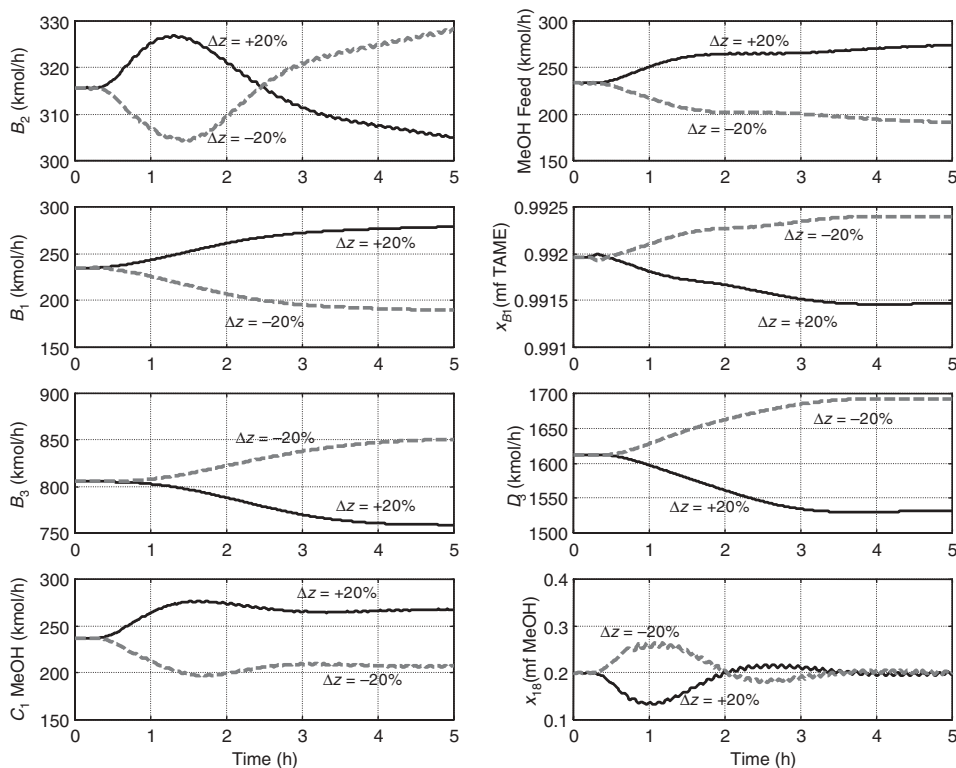 B₂ (kmol/h)
330
320
310
300
Δz = +20%
Δz = −20%
0 1 2 3 4 5
MeOH Feed (kmol/h)
300
250
200
150
Δz = +20%
Δz = −20%
0 1 2 3 4 5
B₁ (kmol/h)
300
250
200
150
Δz = +20%
Δz = −20%
0 1 2 3 4 5
x_B1 (mf TAME)
0.9925
0.992
0.9915
0.991
Δz = −20%
Δz = +20%
0 1 2 3 4 5
B₃ (kmol/h)
900
850
800
750
Δz = −20%
Δz = +20%
0 1 2 3 4 5
D₃ (kmol/h)
1700
1650
1600
1550
1500
Δz = −20%
Δz = +20%
0 1 2 3 4 5
C₁ MeOH (kmol/h)
300
250
200
150
Δz = +20%
Δz = −20%
0 1 2 3 4 5
Time (h)
x₁₈(mf MeOH)
0.4
0.3
0.2
0.1
Δz = −20%
Δz = +20%
0 1 2 3 4 5
Time (h)